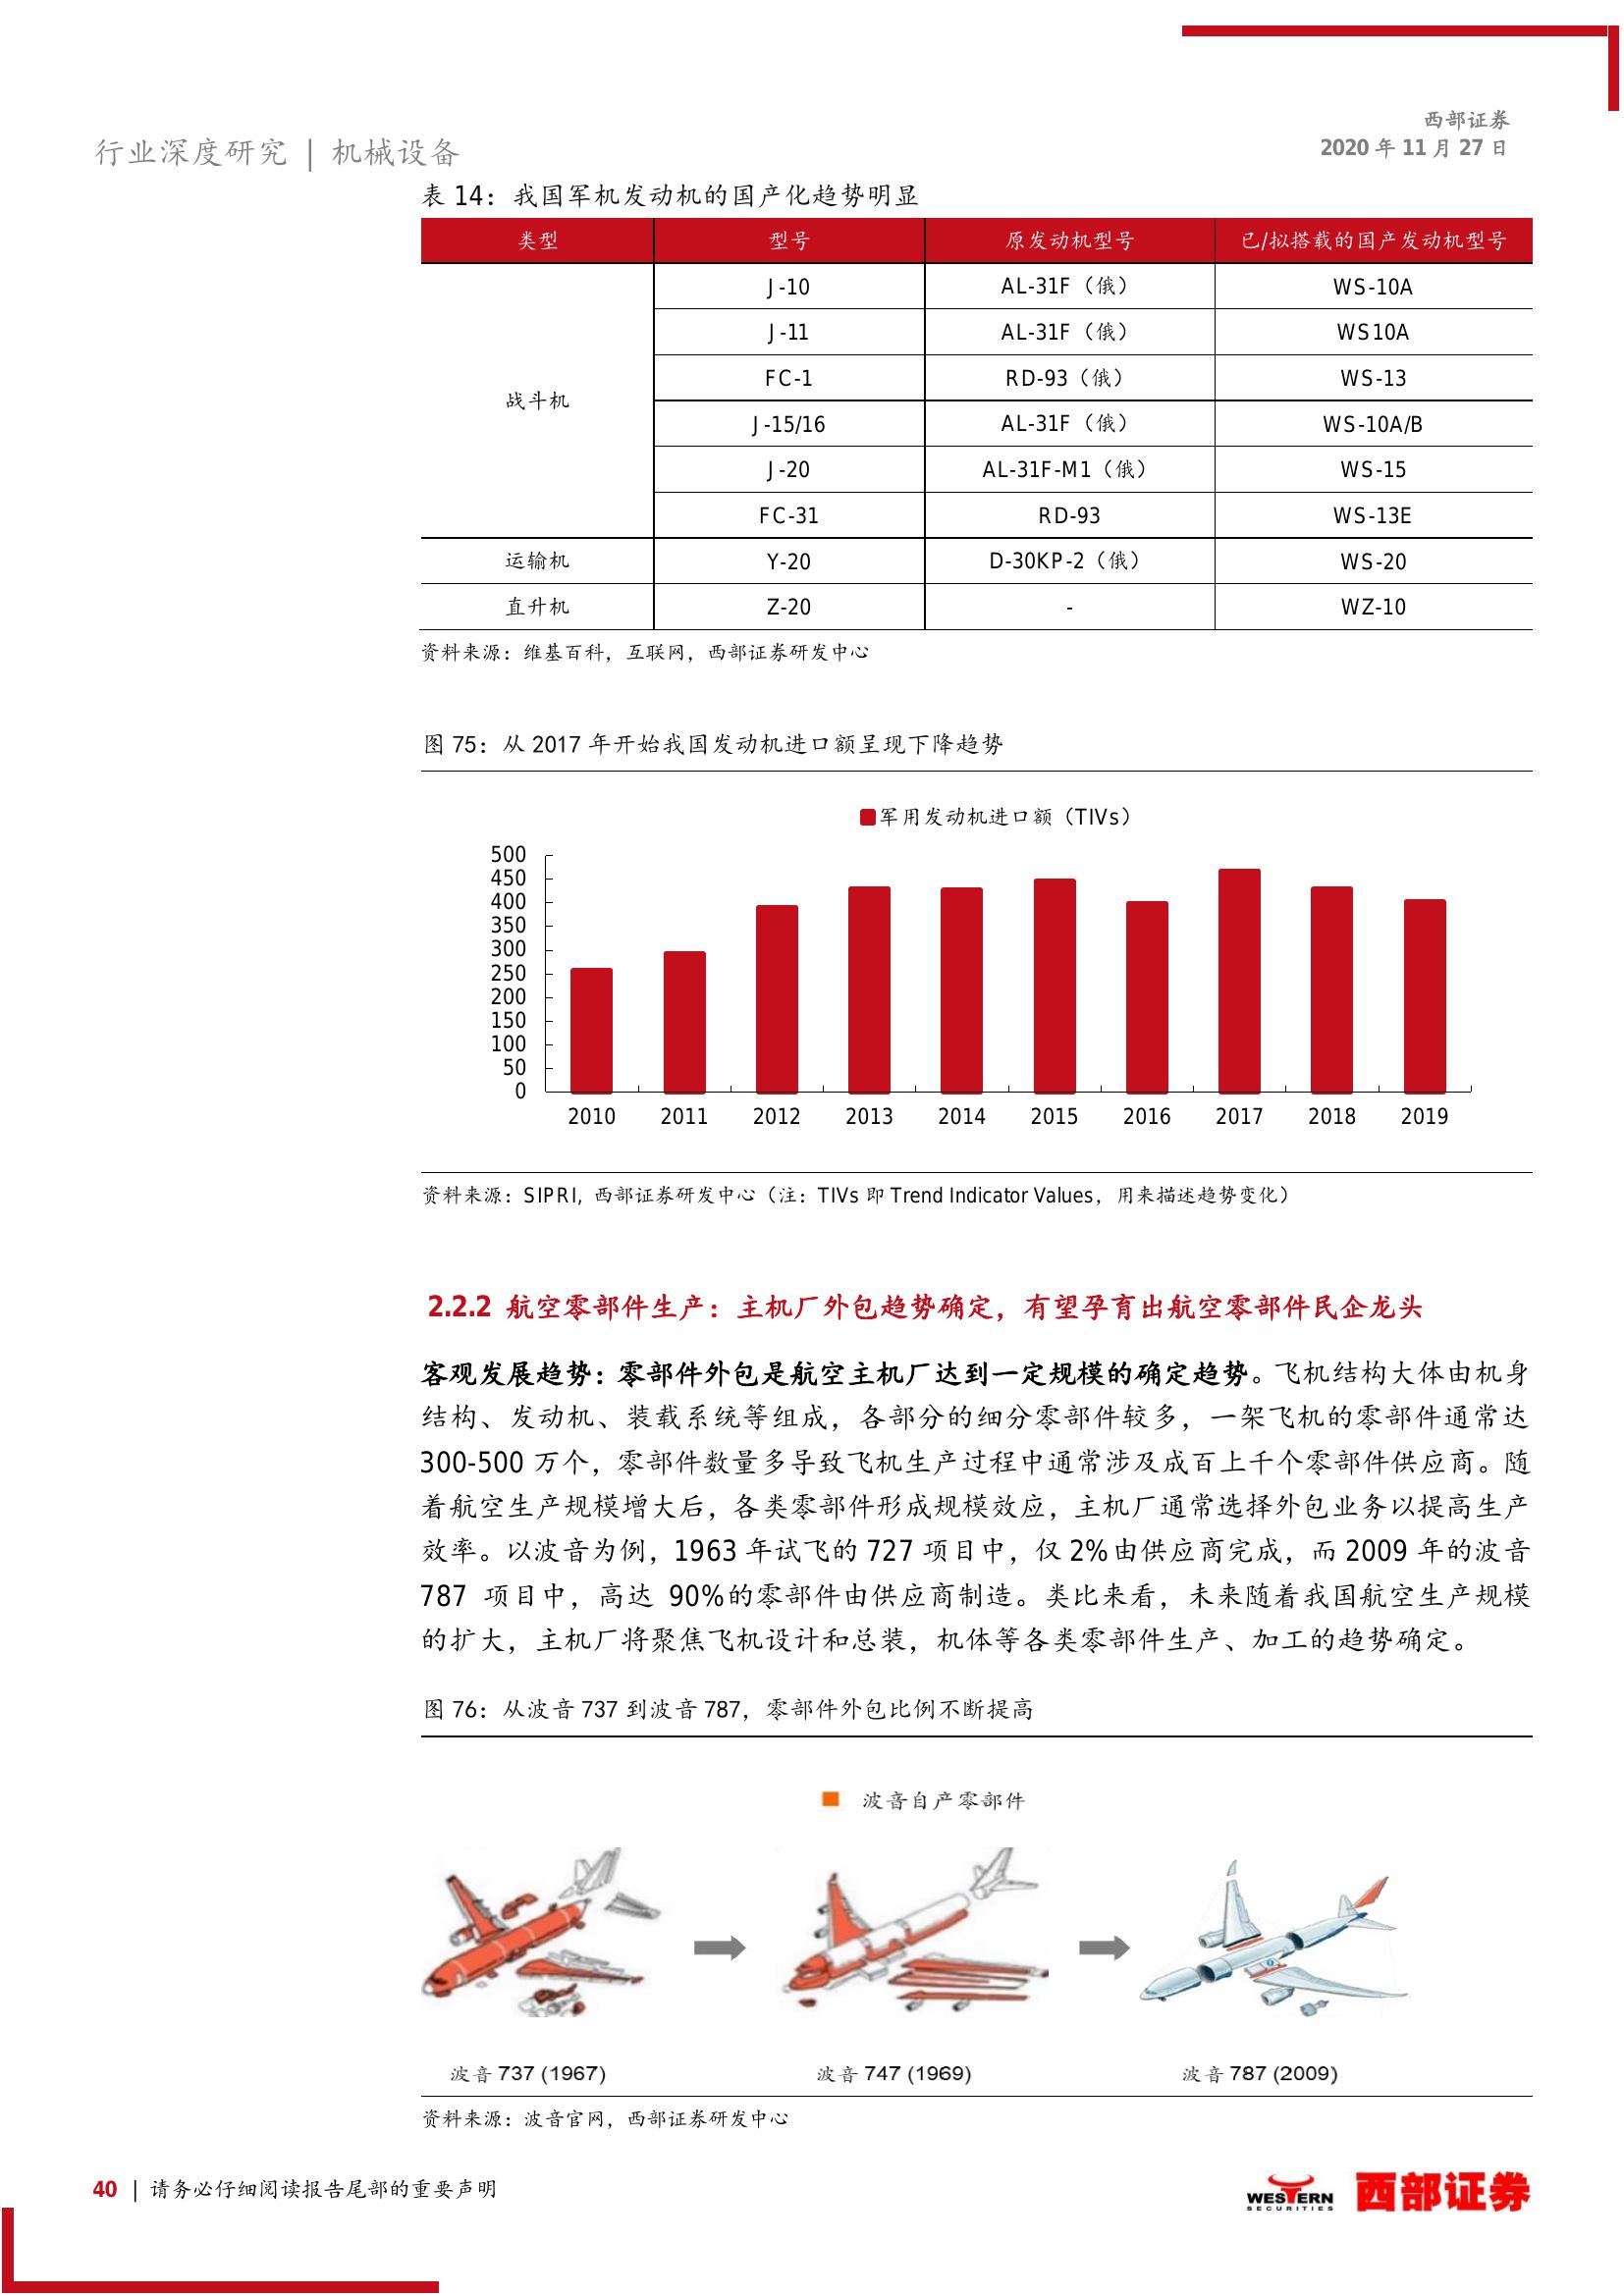 西部证券
2020 年 11 月 27 日
行业深度研究 | 机械设备
表 14：我国军机发动机的国产化趋势明显
类型 型号 原发动机型号 已/拟搭载的国产发动机型号
战斗机 J-10 AL-31F（俄） WS-10A
J-11 AL-31F（俄） WS10A
FC-1 RD-93（俄） WS-13
J-15/16 AL-31F（俄） WS-10A/B
J-20 AL-31F-M1（俄） WS-15
FC-31 RD-93 WS-13E
运输机 Y-20 D-30KP-2（俄） WS-20
直升机 Z-20 - WZ-10
资料来源：维基百科，互联网，西部证券研发中心
图 75：从 2017 年开始我国发动机进口额呈现下降趋势
军用发动机进口额（TIVs）
500
450
400
350
300
250
200
150
100
50
0
2010 2011 2012 2013 2014 2015 2016 2017 2018 2019
资料来源：SIPRI, 西部证券研发中心（注：TIVs 即 Trend Indicator Values，用来描述趋势变化）
2.2.2 航空零部件生产：主机厂外包趋势确定，有望孕育出航空零部件民企龙头
客观发展趋势：零部件外包是航空主机厂达到一定规模的确定趋势。飞机结构大体由机身
结构、发动机、装载系统等组成，各部分的细分零部件较多，一架飞机的零部件通常达
300-500 万个，零部件数量多导致飞机生产过程中通常涉及成百上千个零部件供应商。随
着航空生产规模增大后，各类零部件形成规模效应，主机厂通常选择外包业务以提高生产
效率。以波音为例，1963 年试飞的 727 项目中，仅 2%由供应商完成，而 2009 年的波音
787 项目中，高达 90%的零部件由供应商制造。类比来看，未来随着我国航空生产规模
的扩大，主机厂将聚焦飞机设计和总装，机体等各类零部件生产、加工的趋势确定。
图 76：从波音 737 到波音 787，零部件外包比例不断提高
波音自产零部件
波音 737 (1967) 波音 747 (1969) 波音 787 (2009)
资料来源：波音官网，西部证券研发中心
40 | 请务必仔细阅读报告尾部的重要声明
WESTERN
SECURITIES
西部证券